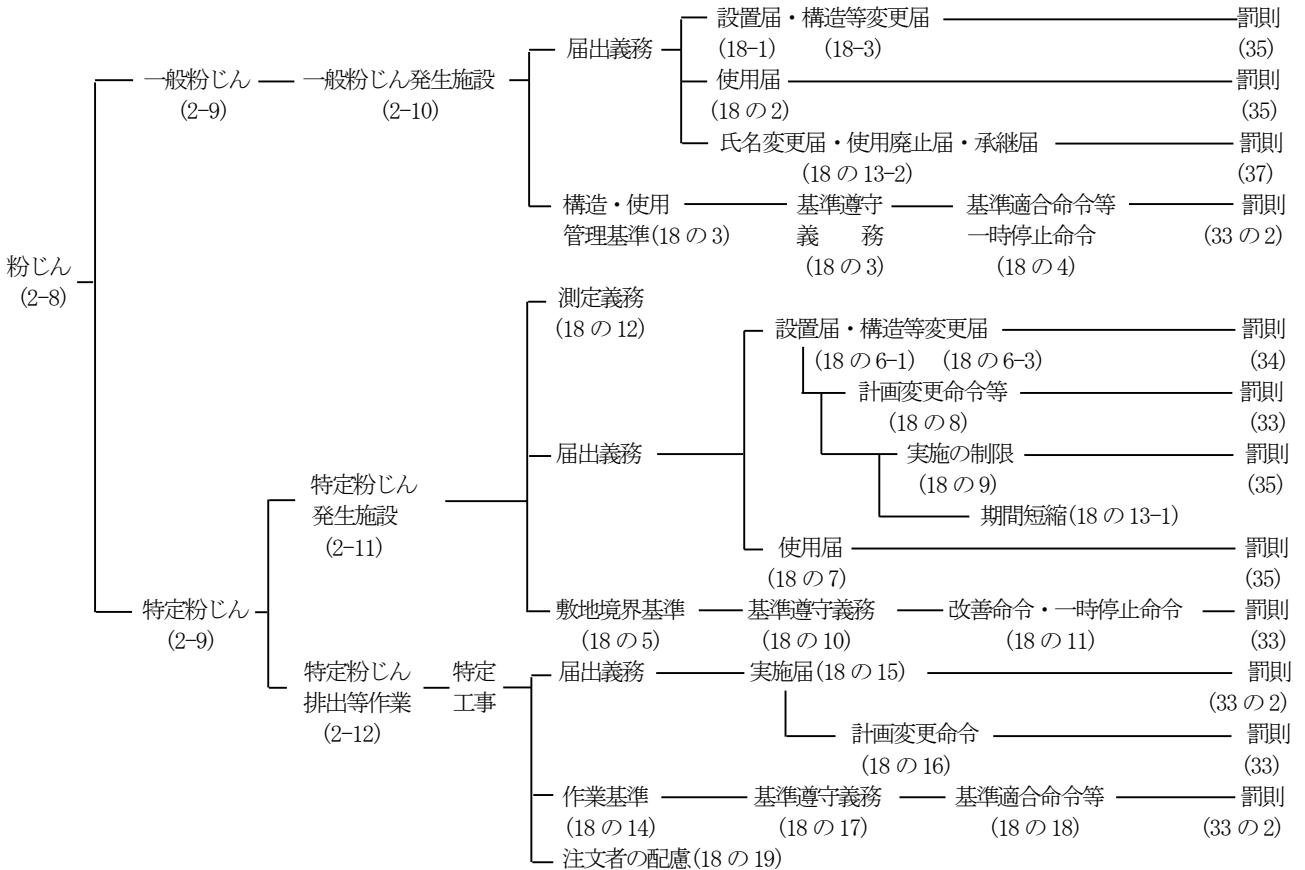 設置届・構造等変更届 罰則
届出義務
(18-1) (18-3) (35)
一般粉じん 一般粉じん発生施設 使用届 罰則
(2-9) (2-10) (18の2) (35)
氏名変更届・使用廃止届・承継届 罰則
(18の13-2) (37)
構造・使用 基準遵守 基準適合命令等 罰則
管理基準(18の3) 義務 一時停止命令 (33の2)
(18の3) (18の4)
粉じん
(2-8)
測定義務
(18の12)
設置届・構造等変更届 罰則
(18の6-1) (18の6-3) (34)
計画変更命令等 罰則
(18の8) (33)
届出義務 実施の制限 罰則
(18の9) (35)
特定粉じん
発生施設 期間短縮(18の13-1)
(2-11)
使用届 罰則
(18の7) (35)
特定粉じん 敷地境界基準 基準遵守義務 改善命令・一時停止命令 罰則
(2-9) (18の5) (18の10) (18の11) (33)
特定粉じん 特定 届出義務 実施届(18の15) 罰則
排出等作業 工事 (33の2)
(2-12)
計画変更命令 罰則
(18の16) (33)
作業基準 基準遵守義務 基準適合命令等 罰則
(18の14) (18の17) (18の18) (33の2)
注文者の配慮(18の19)